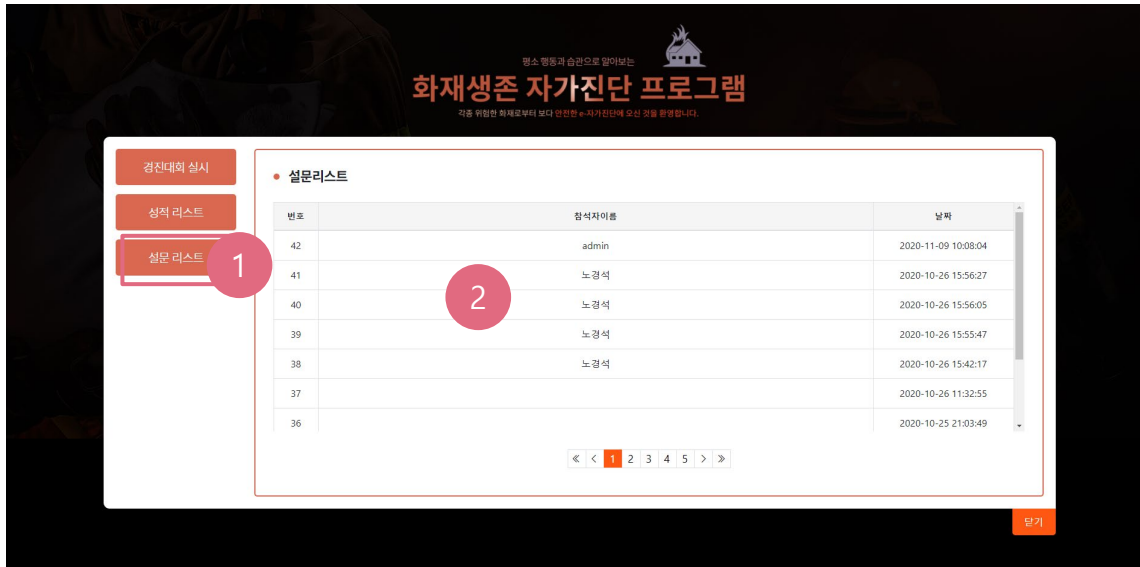 평소 행동과 습관으로 알아보는
화재생존 자가진단 프로그램
각종 위험한 화재로부터 보다 안전한 e-자가진단에 오신 것을 환영합니다.
경진대회 실시
성적 리스트
설문 리스트
1
설문리스트
번호 참석자이름 날짜
42 admin 2020-11-09 10:08:04
41 노경석 2020-10-26 15:56:27
2
40 노경석 2020-10-26 15:56:05
39 노경석 2020-10-26 15:55:47
38 노경석 2020-10-26 15:42:17
37 2020-10-26 11:32:55
36 2020-10-25 21:03:49
« < 1 2 3 4 5 > »
닫기